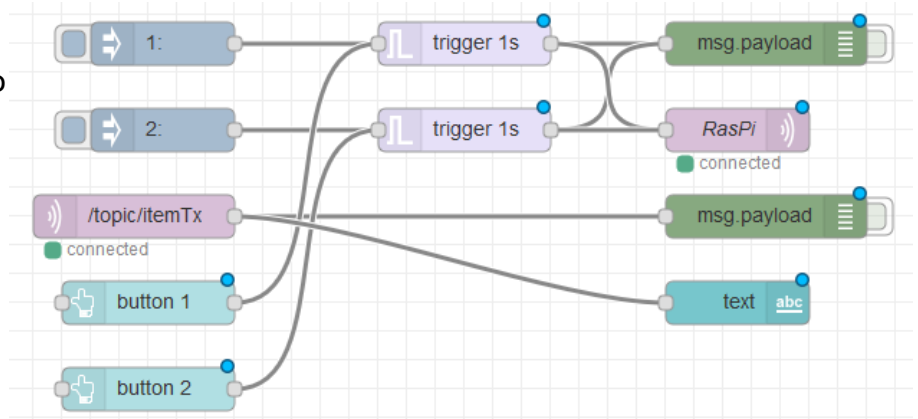 1:
trigger 1s
msg.payload
2:
trigger 1s
RasPi
connected
/topic/itemTx
connected
msg.payload
button 1
text
abc
button 2